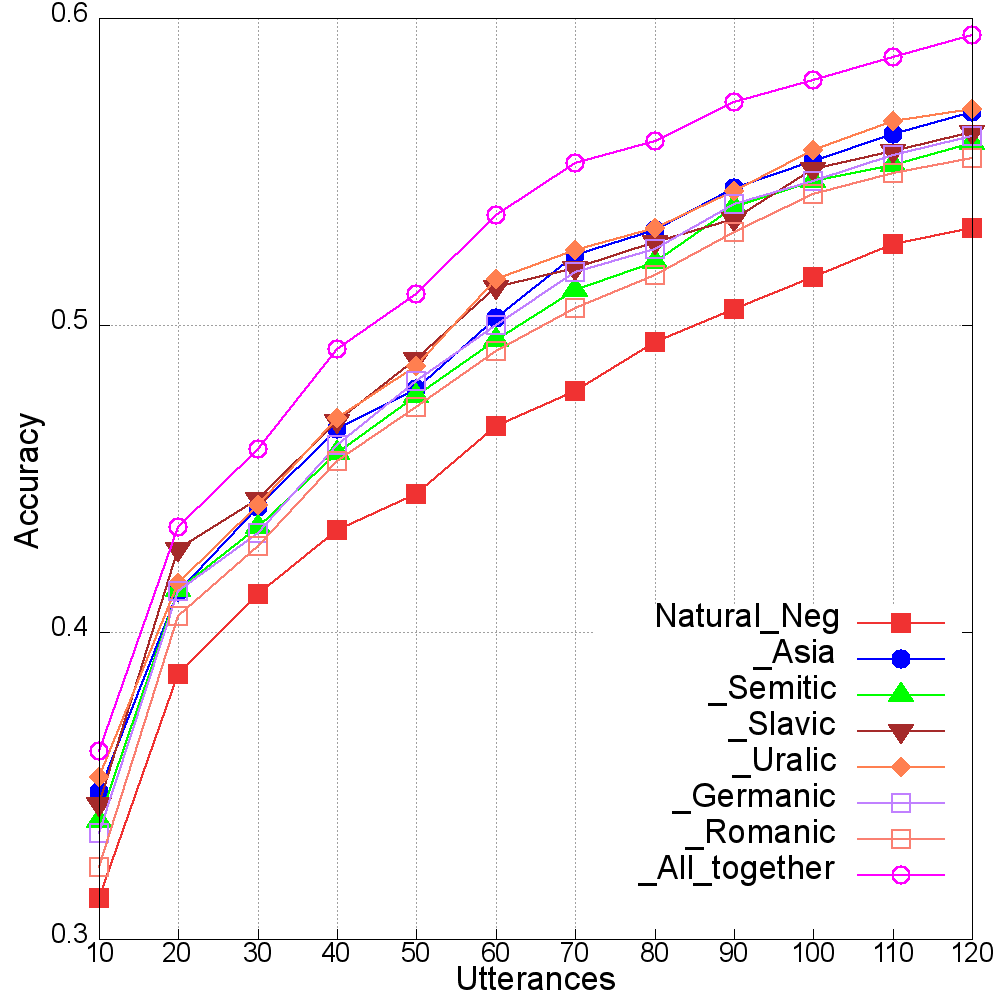 0.6
0.5
0.4
0.3
Accuracy
Natural_Neg
_Asia
_Semitic
_Slavic
_Uralic
_Germanic
_Romanic
_All_together
10 20 30 40 50 60 70 80 90 100 110 120
Utterances